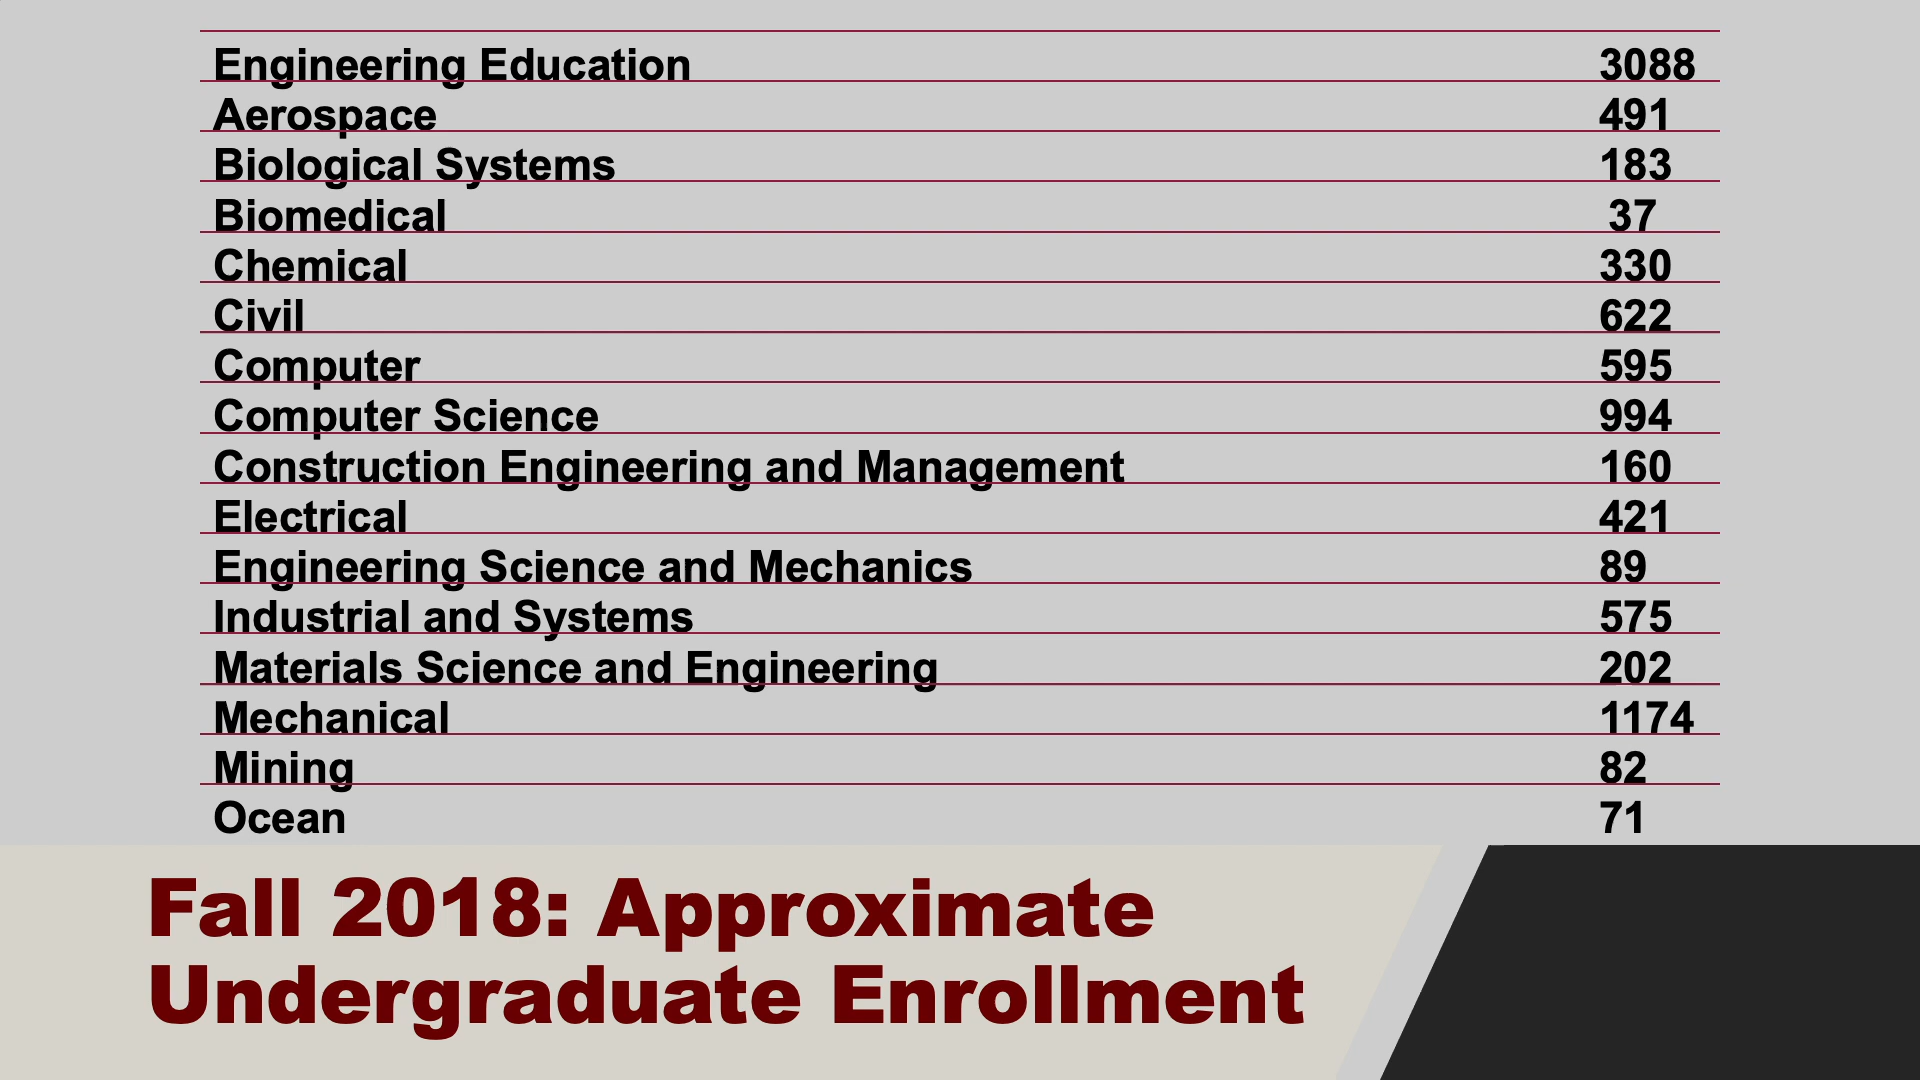 Engineering Education 3088
Aerospace 491
Biological Systems 183
Biomedical 37
Chemical 330
Civil 622
Computer 595
Computer Science 994
Construction Engineering and Management 160
Electrical 421
Engineering Science and Mechanics 89
Industrial and Systems 575
Materials Science and Engineering 202
Mechanical 1174
Mining 82
Ocean 71
Fall 2018: Approximate
Undergraduate Enrollment